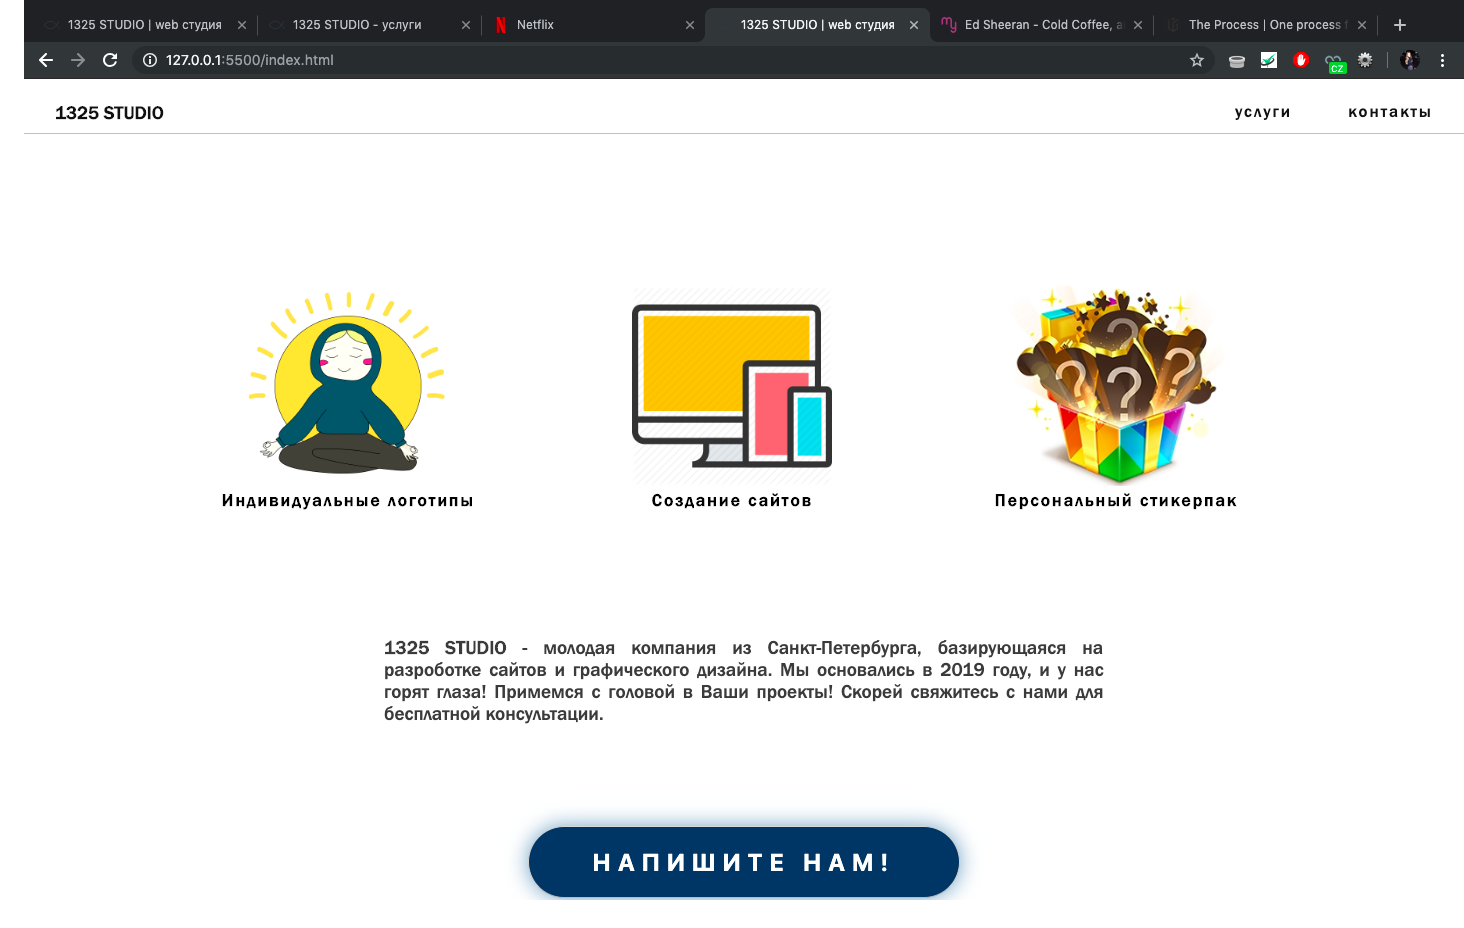 1325 STUDIO | web студия
1325 STUDIO - услуги
Netflix
1325 STUDIO | web студия
Ed Sheeran - Cold Coffee,
The Process | One process
127.0.0.1:5500/index.html
CZ
1325 STUDIO
услуги
контакты
? ? ? ?
Индивидуальные логотипы
Создание сайтов
Персональный стикерпак
1325 STUDIO - молодая компания из Санкт-Петербурга, базирующаяся на
разроботке сайтов и графического дизайна. Мы основались в 2019 году, и у нас
горят глаза! Примемся с головой в Ваши проекты! Скорей свяжитесь с нами для
бесплатной консультации.
НАПИШИТЕ НАМ!